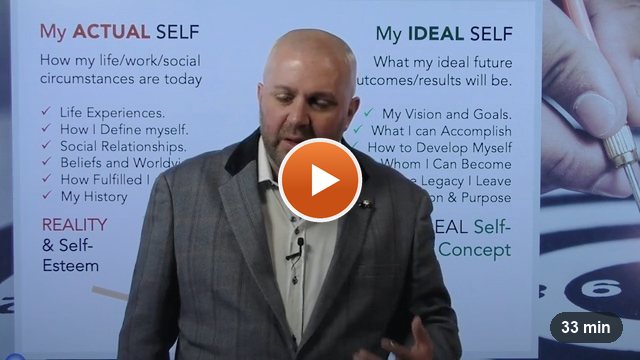 My ACTUAL SELF
How my life/work/social
circumstances are today
✓ Life Experiences.
✓ How I Define myself.
✓ Social Relationships.
✓ Beliefs and
✓ How Fulfilled I
✓ My History
REALITY
& Self-
Esteem
My IDEAL SELF
What my ideal future
outcomes/results will be.
✓ My Vision and Goals.
✓ What I can Accomplish
How to Develop Myself
Whom I Can Become
Legacy I Leave
& Purpose
Self-
Concept
6
33 min